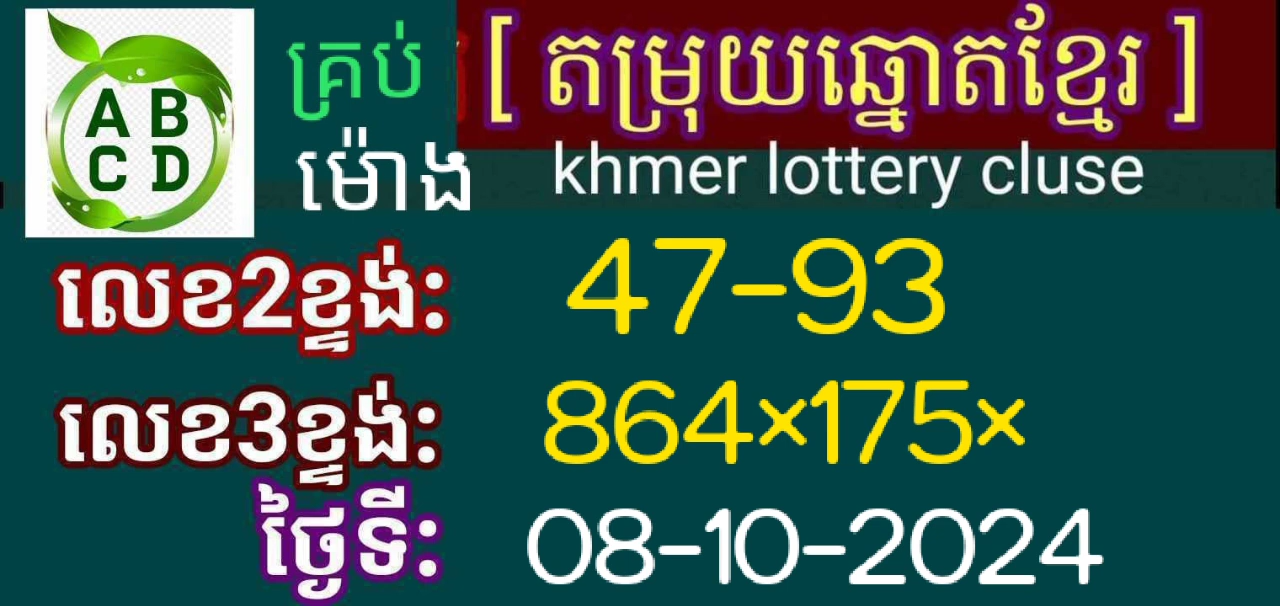 A B
C D
គ្រប់
ម៉ោង
[ តម្រុយឆ្នោតខ្មែរ ]
khmer lottery cluse
លេខ2ខ្ទង់: 47-93
លេខ3ខ្ទង់: 864×175×
ថ្ងៃទី: 08-10-2024